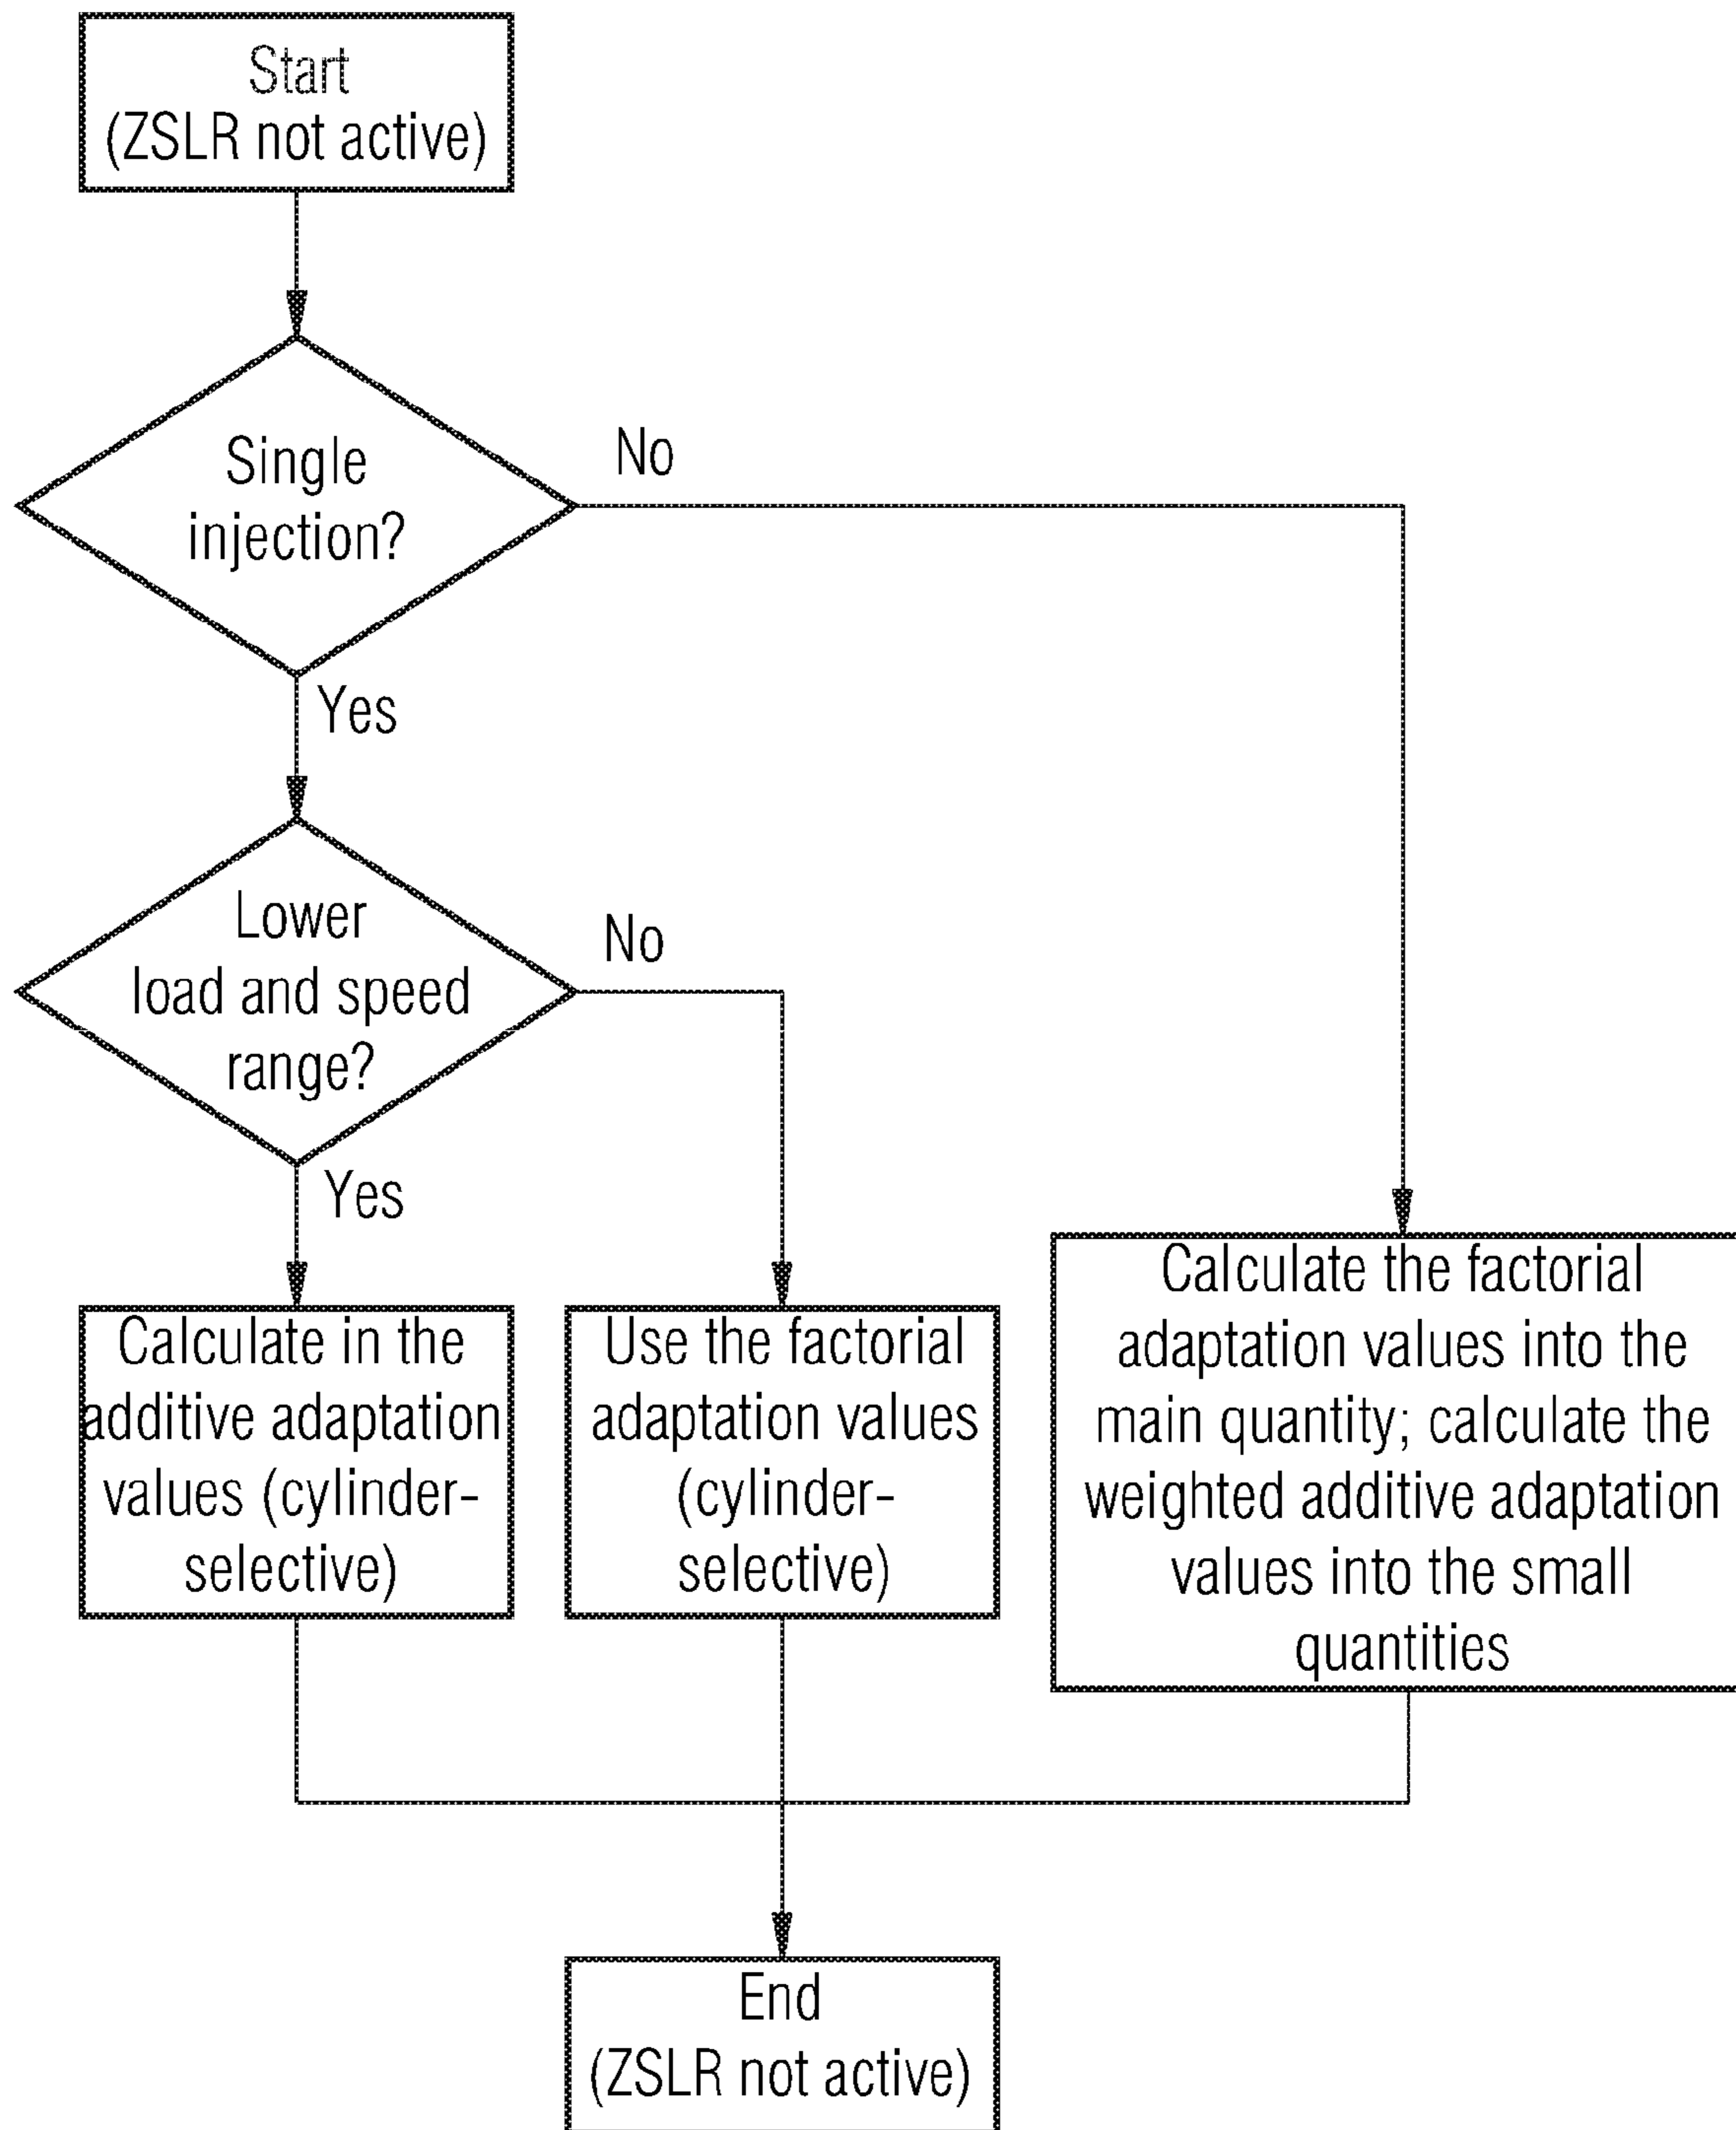 Start
(ZSLR not active)
Single
injection?
No
Yes
Lower
load and speed
range?
No
Yes
Calculate in the
additive adaptation
values (cylinder-
selective)
Use the factorial
adaptation values
(cylinder-
selective)
Calculate the factorial
adaptation values into the
main quantity; calculate the
weighted additive adaptation
values into the small
quantities
End
(ZSLR not active)